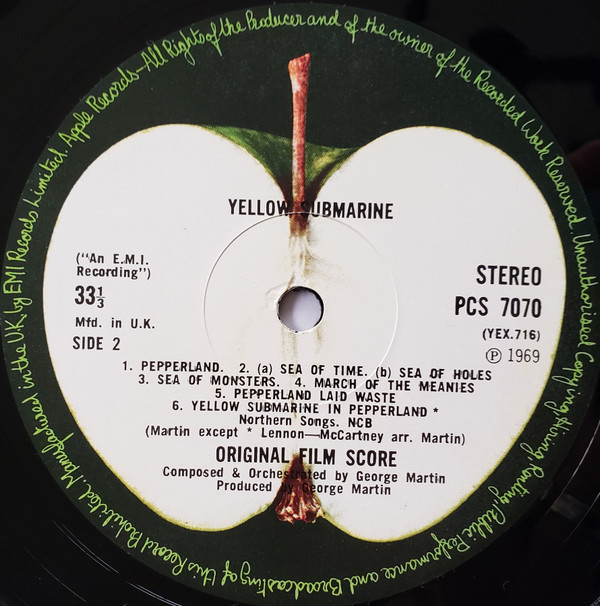 Apple Records—All Rights of the Producer and of the owner of the Recorded Work Reserved. Unauthorised Copying, Hiring, Renting, Public Performance and Broadcasting of this Record Prohibited. Manufactured in the U.K. by EMI Records Limited.
YELLOW SUBMARINE
("An E.M.I.
Recording")
33⅓
Mfd. in U.K.
SIDE 2
STEREO
PCS 7070
(YEX.716)
Ⓟ 1969
1. PEPPERLAND. 2. (a) SEA OF TIME. (b) SEA OF HOLES
3. SEA OF MONSTERS. 4. MARCH OF THE MEANIES
5. PEPPERLAND LAID WASTE
6. YELLOW SUBMARINE IN PEPPERLAND *
Northern Songs. NCB
(Martin except * Lennon—McCartney arr. Martin)
ORIGINAL FILM SCORE
Composed & Orchestrated by George Martin
Produced by George Martin